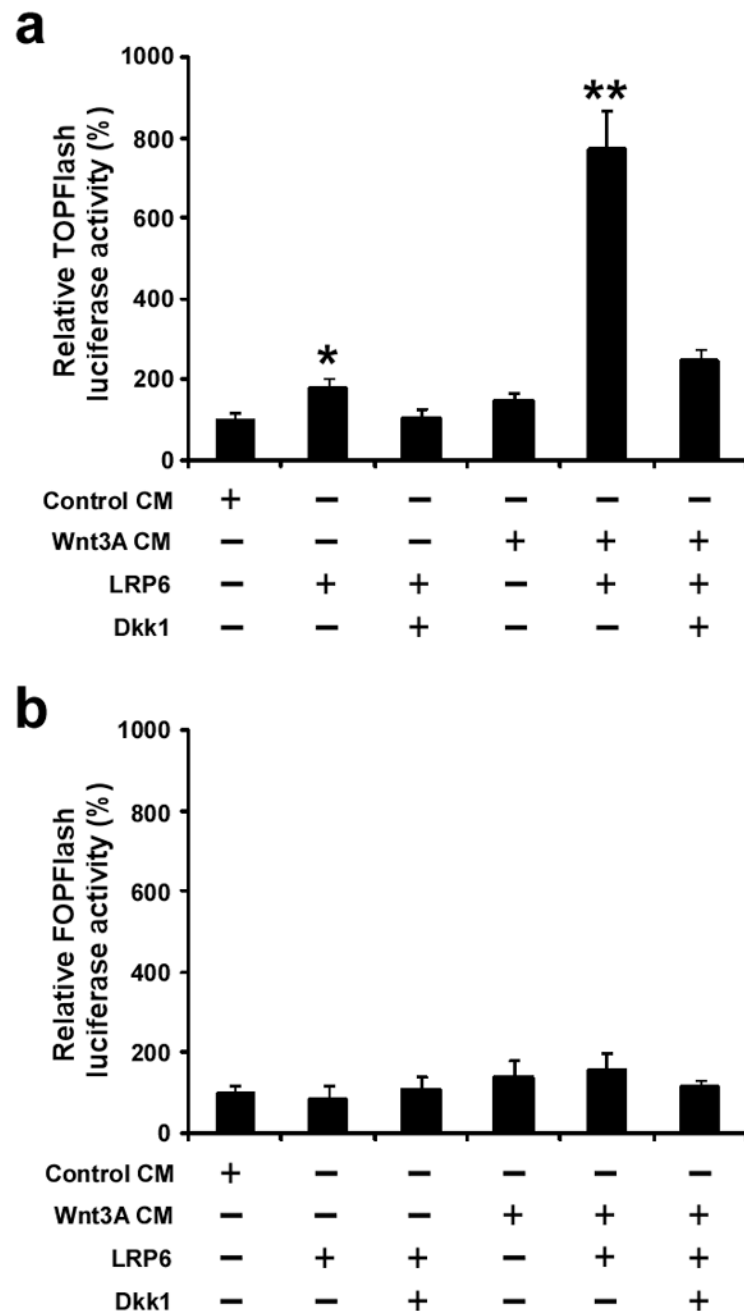 a
Relative TOPFlash
luciferase activity (%)
1000
800
600
400
200
0
*
**
Control CM + − − − − −
Wnt3A CM − − − + + +
LRP6 − + + − + +
Dkk1 − − + − − +
b
Relative FOPFlash
luciferase activity (%)
1000
800
600
400
200
0
Control CM + − − − − −
Wnt3A CM − − − + + +
LRP6 − + + − + +
Dkk1 − − + − − +